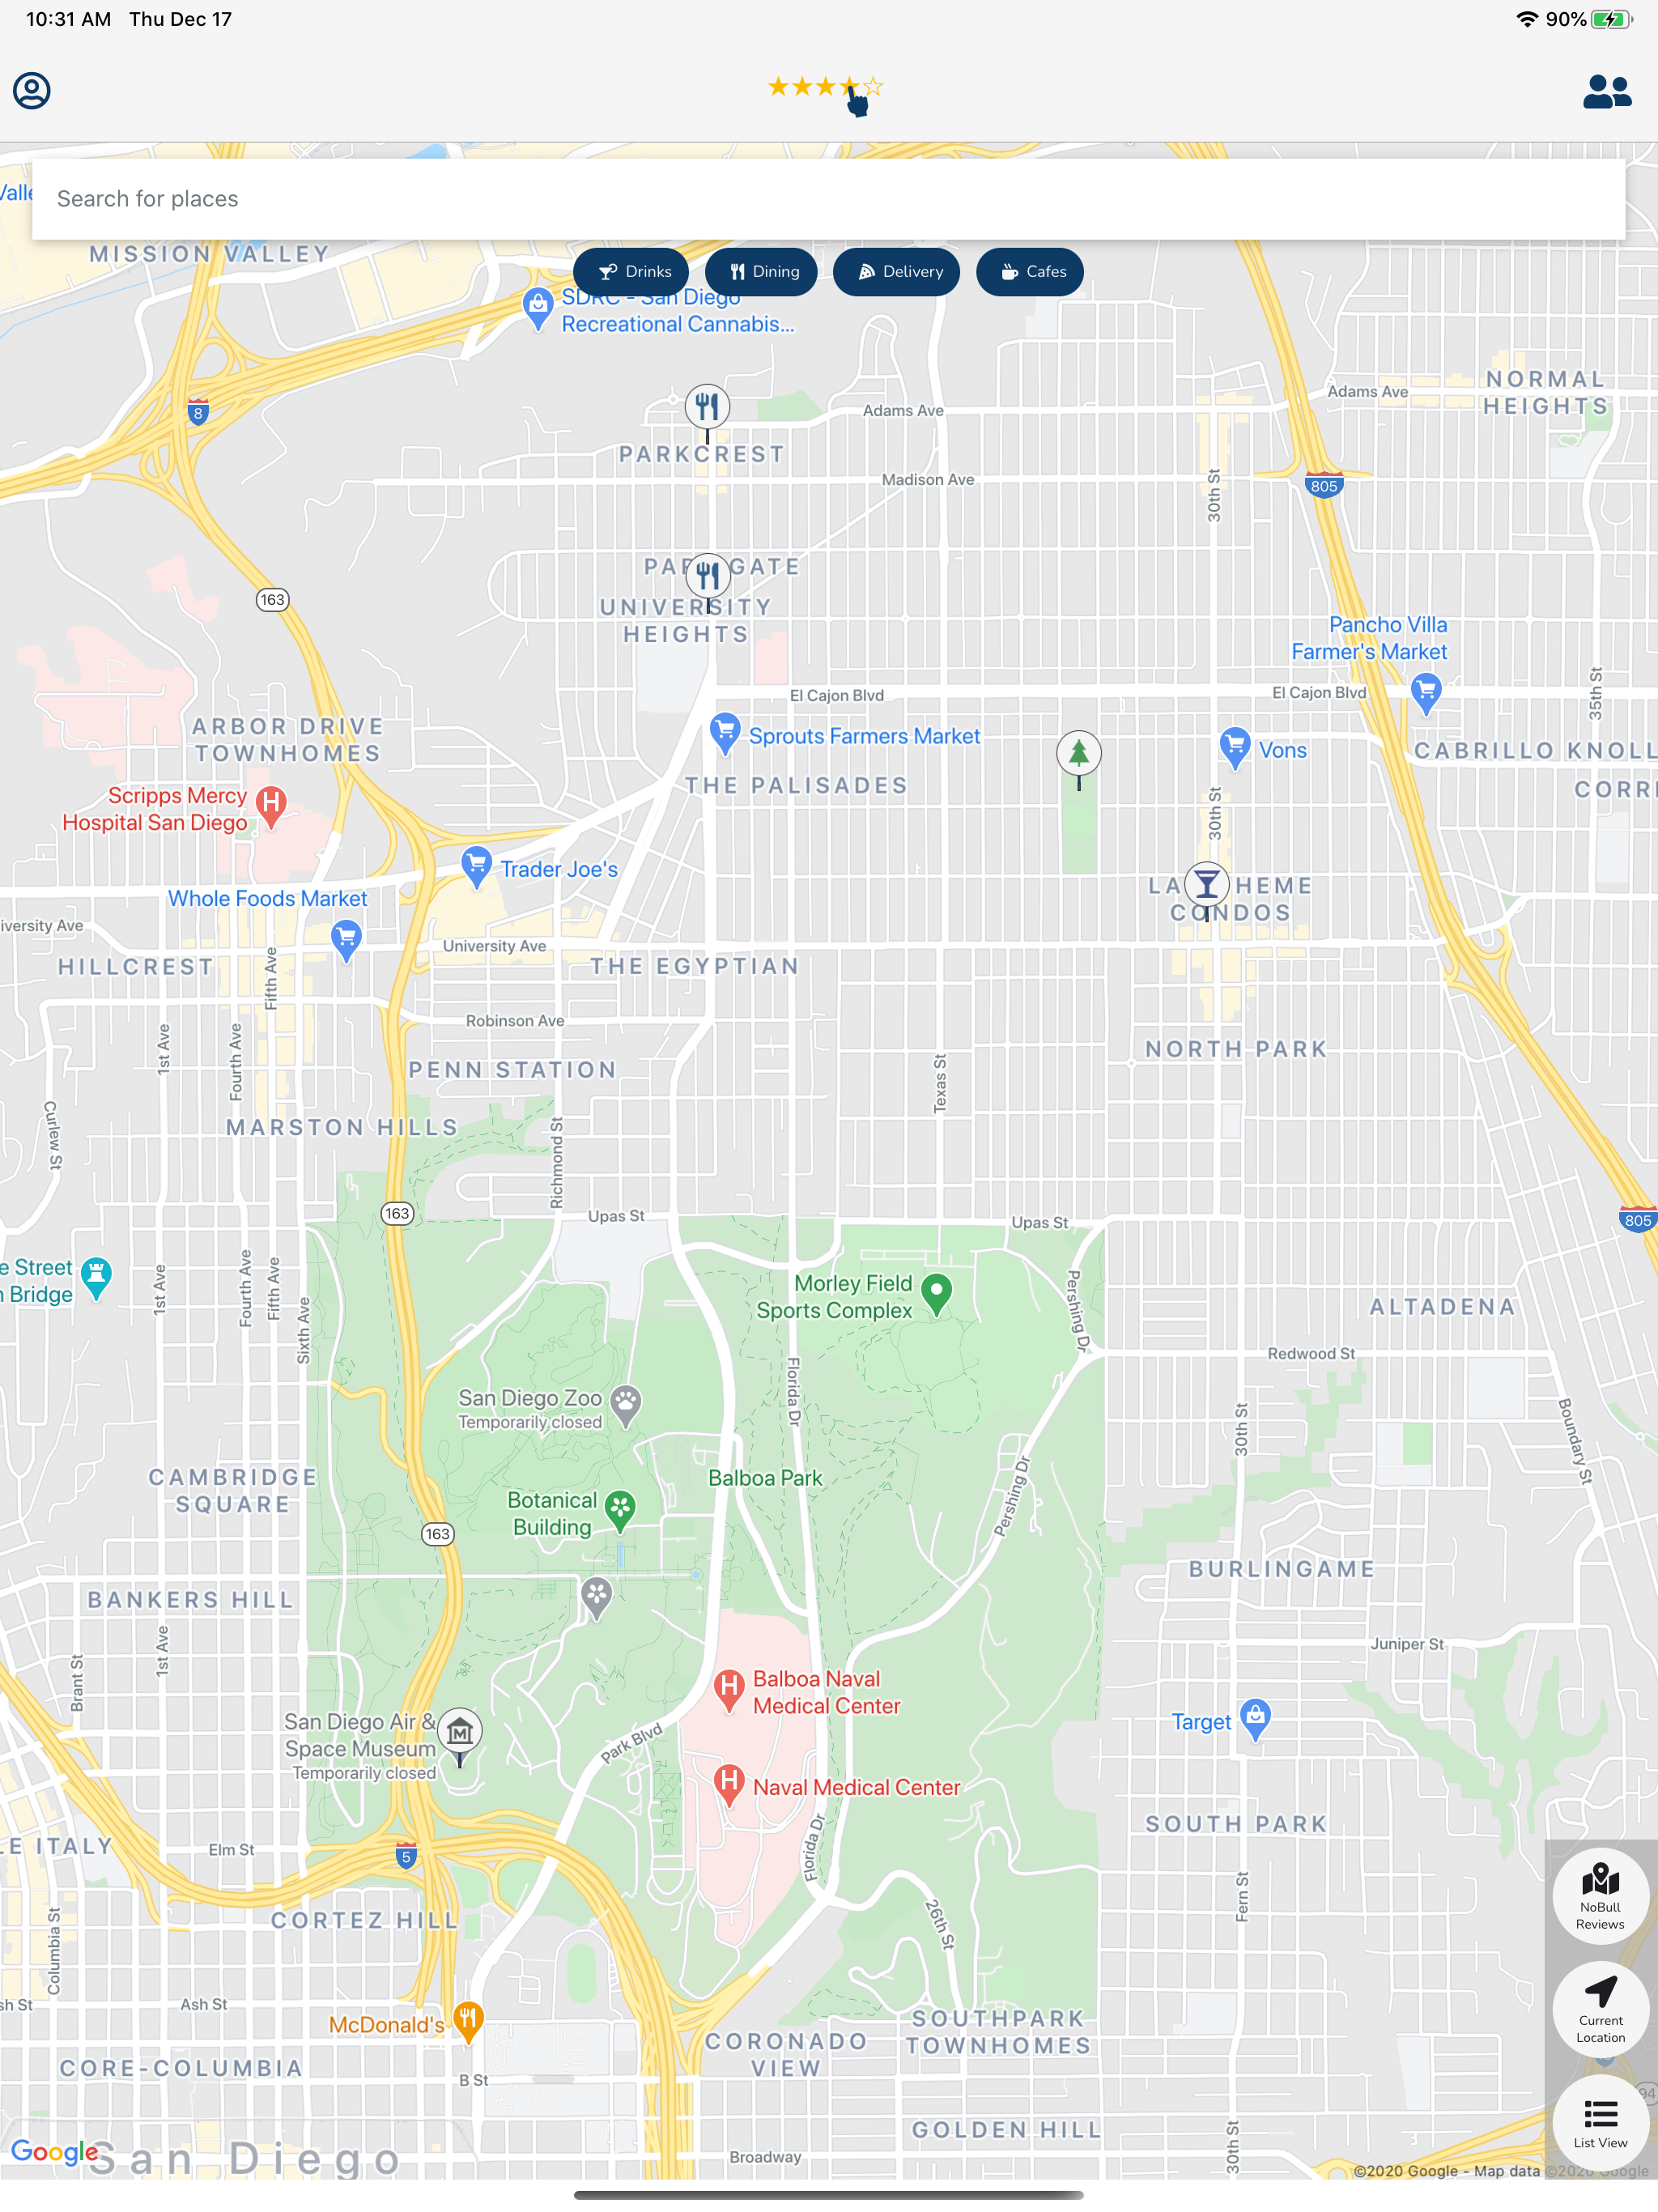 10:31 AM Thu Dec 17
90%
Search for places
MISSION VALLEY
Drinks
Dining
Delivery
Cafes
SDRC - San Diego
Recreational Cannabis...
8
Adams Ave
Adams Ave
NORMAL
HEIGHTS
PARKCREST
Madison Ave
30th St
805
UNIVERSITY
HEIGHTS
163
Pancho Villa
Farmer's Market
El Cajon Blvd
El Cajon Blvd
35th St
ARBOR DRIVE
TOWNHOMES
Sprouts Farmers Market
Vons
CABRILLO KNOLL
THE PALISADES
CORRI
Scripps Mercy
Hospital San Diego
H
30th St
Trader Joe's
Whole Foods Market
CONDOS
iversity Ave
University Ave
HILLCREST
Fifth Ave
THE EGYPTIAN
Robinson Ave
1st Ave
Fourth Ave
NORTH PARK
PENN STATION
Texas St
Curlew St
MARSTON HILLS
Richmond St
163
Upas St
Upas St
805
e Street
n Bridge
1st Ave
Fourth Ave
Fifth Ave
Sixth Ave
Morley Field
Sports Complex
Pershing Dr
ALTADENA
Redwood St
San Diego Zoo
Temporarily closed
Florida Dr
30th St
Boundary St
CAMBRIDGE
SQUARE
Balboa Park
Botanical
Building
Pershing Dr
163
BURLINGAME
BANKERS HILL
1st Ave
Brant St
Juniper St
H
Balboa Naval
Medical Center
San Diego Air &
Space Museum
Temporarily closed
M
Park Blvd
Target
H
Naval Medical Center
SOUTH PARK
LE ITALY
Elm St
5
Florida Dr
NoBull
Reviews
CORTEZ HILL
Columbia St
26th St
Fern St
sh St
Ash St
McDonald's
Current
Location
SOUTHPARK
TOWNHOMES
CORONADO
VIEW
CORE-COLUMBIA
B St
94
GOLDEN HILL
List View
Google
San Diego
Broadway
30th St
©2020 Google - Map data ©2020 Google